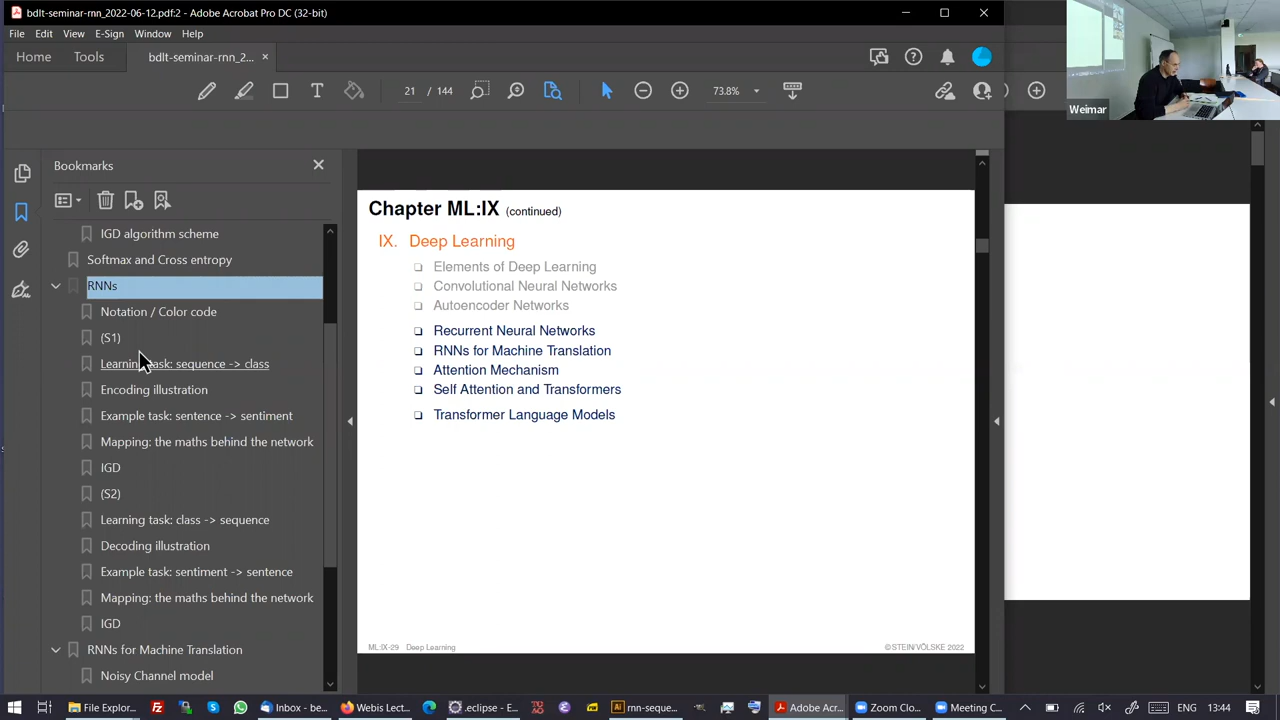 bdlt-seminar-rnn_2022-06-12.pdf:2 - Adobe Acrobat Pro DC (32-bit)
File Edit View E-Sign Window Help
Home Tools bdlt-seminar-rnn_2... ×
21 / 144 73.8%
Weimar
Bookmarks
IGD algorithm scheme
Softmax and Cross entropy
RNNs
Notation / Color code
(S1)
Learning task: sequence -> class
Encoding illustration
Example task: sentence -> sentiment
Mapping: the maths behind the network
IGD
(S2)
Learning task: class -> sequence
Decoding illustration
Example task: sentiment -> sentence
Mapping: the maths behind the network
IGD
RNNs for Machine Translation
Noisy Channel model
Chapter ML:IX (continued)
IX. Deep Learning
❑ Elements of Deep Learning
❑ Convolutional Neural Networks
❑ Autoencoder Networks
❑ Recurrent Neural Networks
❑ RNNs for Machine Translation
❑ Attention Mechanism
❑ Self Attention and Transformers
❑ Transformer Language Models
ML:IX-29 Deep Learning
©STEIN/VÖLSKE 2022
File Explor... Inbox - be... Webis Lect... eclipse - E... rnn-seque... Adobe Acr... Zoom Clo... Meeting C... ENG 13:44